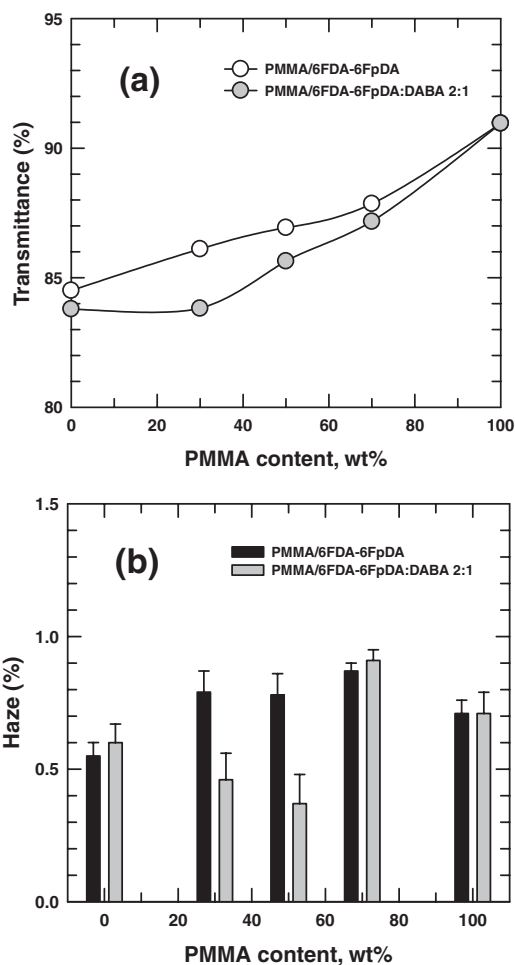 95
90
85
80
Transmittance (%)
(a)
PMMA/6FDA-6FpDA
PMMA/6FDA-6FpDA:DABA 2:1
0 20 40 60 80 100
PMMA content, wt%
1.5
1.0
0.5
0.0
Haze (%)
(b)
PMMA/6FDA-6FpDA
PMMA/6FDA-6FpDA:DABA 2:1
0 20 40 60 80 100
PMMA content, wt%